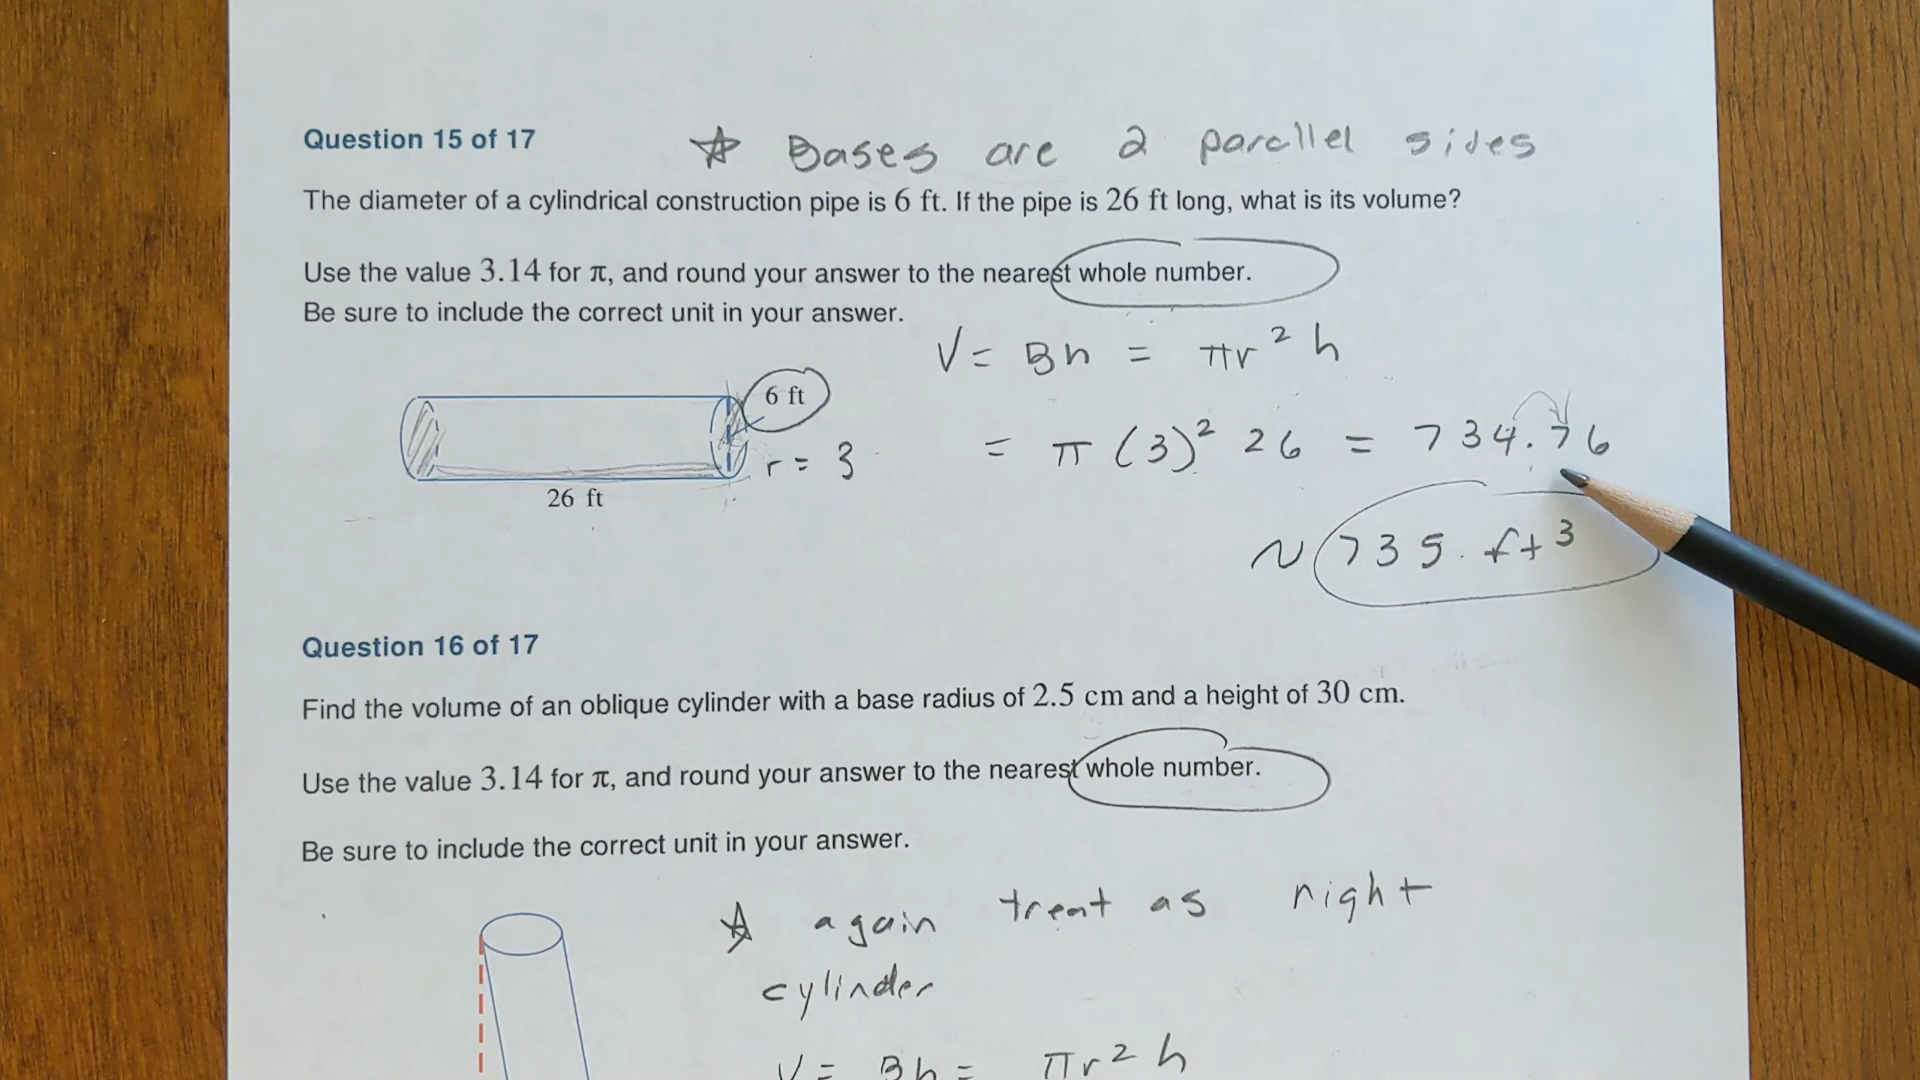 Question 15 of 17
☆ Bases are 2 parallel sides
The diameter of a cylindrical construction pipe is 6 ft. If the pipe is 26 ft long, what is its volume?
Use the value 3.14 for π, and round your answer to the nearest whole number.
Be sure to include the correct unit in your answer.
V = Bh = πr² h
6 ft
= π (3)² 26 = 734.76
r = 3
26 ft
~ 735. ft³
Question 16 of 17
Find the volume of an oblique cylinder with a base radius of 2.5 cm and a height of 30 cm.
Use the value 3.14 for π, and round your answer to the nearest whole number.
Be sure to include the correct unit in your answer.
☆ again treat as right
cylinder
V = Bh = πr² h